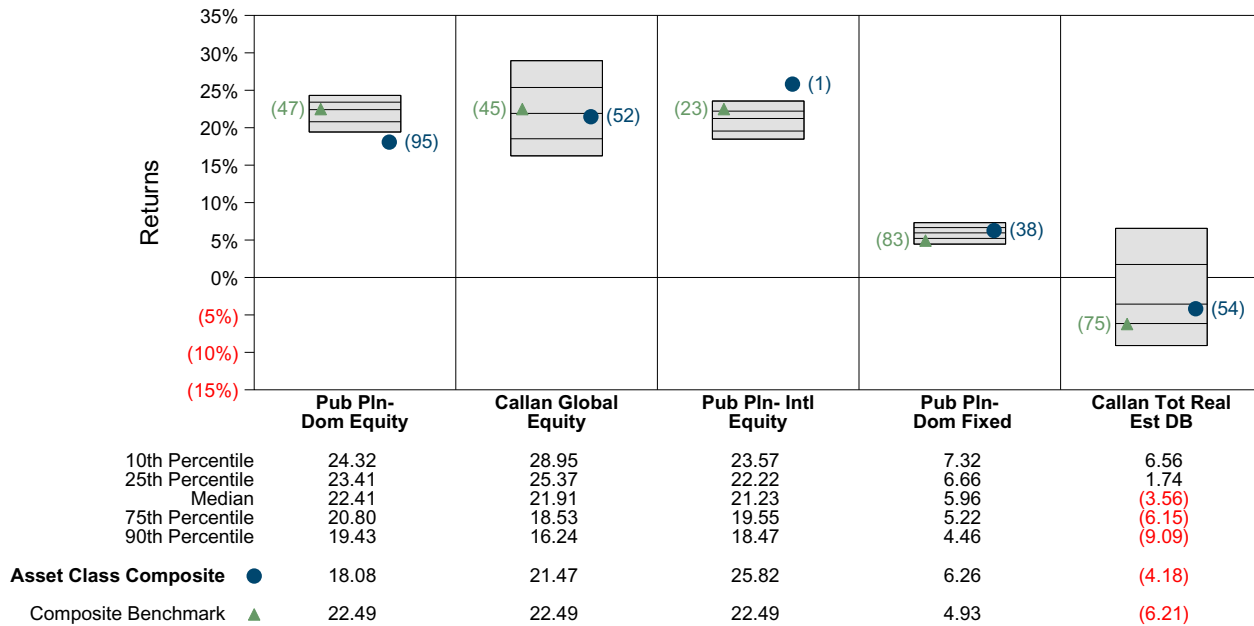 35%
30%
25%
20%
15%
10%
5%
0%
(5%)
(10%)
(15%)
Returns
(47) (95) (45) (52) (23) (1) (83) (38) (75) (54)
Pub Pln- Callan Global Pub Pln- Intl Pub Pln- Callan Tot Real
Dom Equity Equity Equity Dom Fixed Est DB
10th Percentile 24.32 28.95 23.57 7.32 6.56
25th Percentile 23.41 25.37 22.22 6.66 1.74
Median 22.41 21.91 21.23 5.96 (3.56)
75th Percentile 20.80 18.53 19.55 5.22 (6.15)
90th Percentile 19.43 16.24 18.47 4.46 (9.09)
Asset Class Composite 18.08 21.47 25.82 6.26 (4.18)
Composite Benchmark 22.49 22.49 22.49 4.93 (6.21)